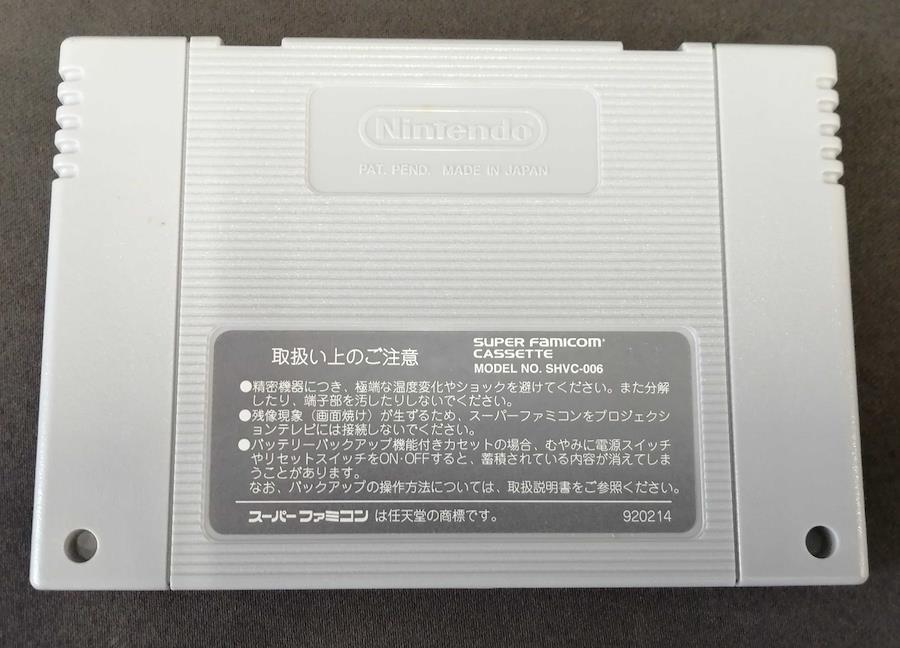 Nintendo
PAT. PEND. MADE IN JAPAN
取扱い上のご注意
SUPER FAMICOM
CASSETTE
MODEL NO. SHVC-006
●精密機器につき、極端な温度変化やショックを避けてください。また分解
したり、端子部を汚したりしないでください。
●残像現象（画面焼け）が生ずるため、スーパーファミコンをプロジェクシ
ョンテレビには接続しないでください。
●バッテリーバックアップ機能付きカセットの場合、むやみに電源スイッチ
やリセットスイッチをON·OFFすると、蓄積されている内容が消えてしま
うことがあります。
なお、バックアップの操作方法については、取扱説明書をご参照ください。
スーパーファミコン は任天堂の商標です。 920214